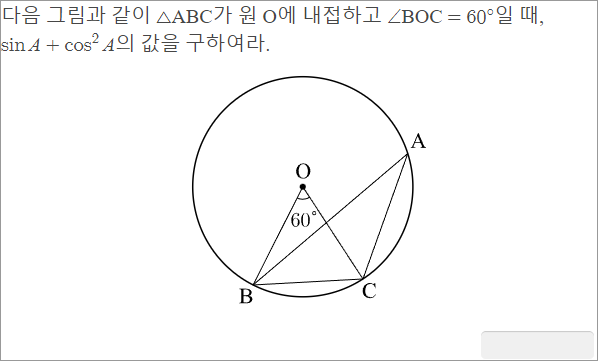 다음 그림과 같이 △ABC가 원 O에 내접하고 ∠BOC = 60°일 때,
sin A + cos² A의 값을 구하여라.
A
O
60°
B
C